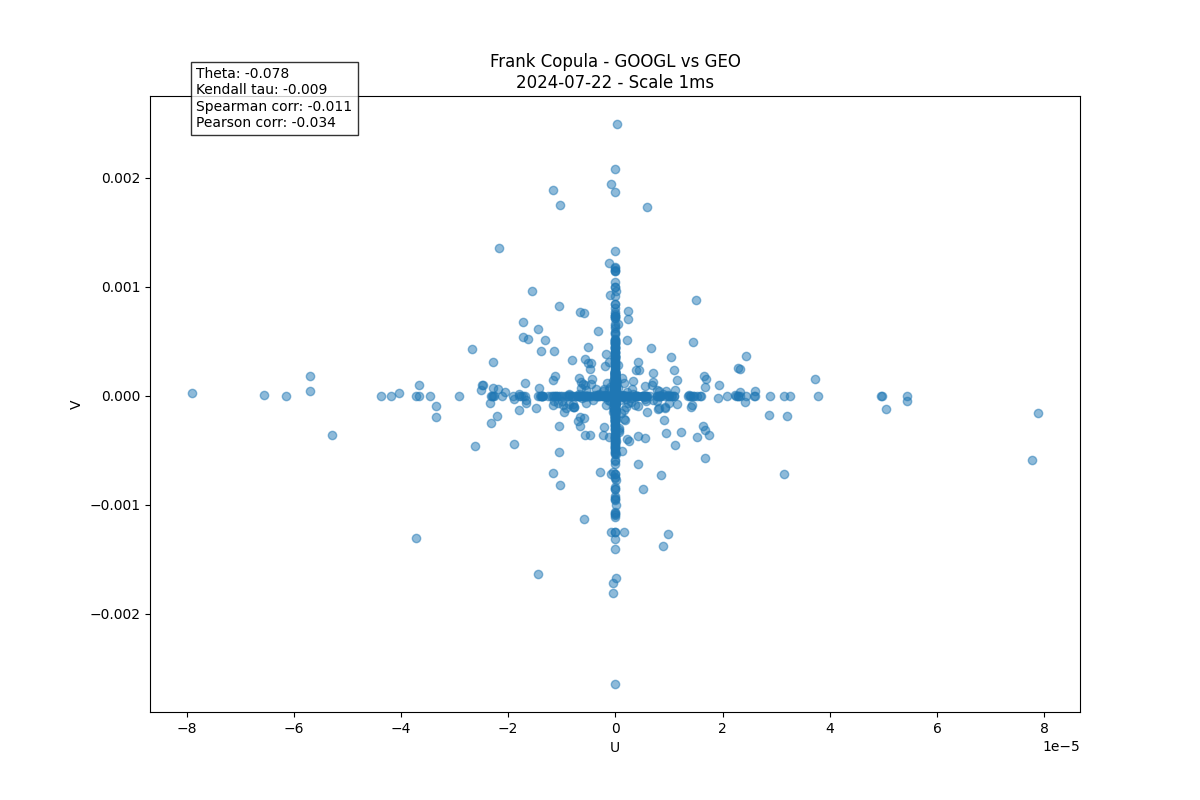 Frank Copula - GOOGL vs GEO
2024-07-22 - Scale 1ms
Theta: -0.078
Kendall tau: -0.009
Spearman corr: -0.011
Pearson corr: -0.034
0.002
0.001
0.000
−0.001
−0.002
V
−8
−6
−4
−2
0
2
4
6
8
1e−5
U